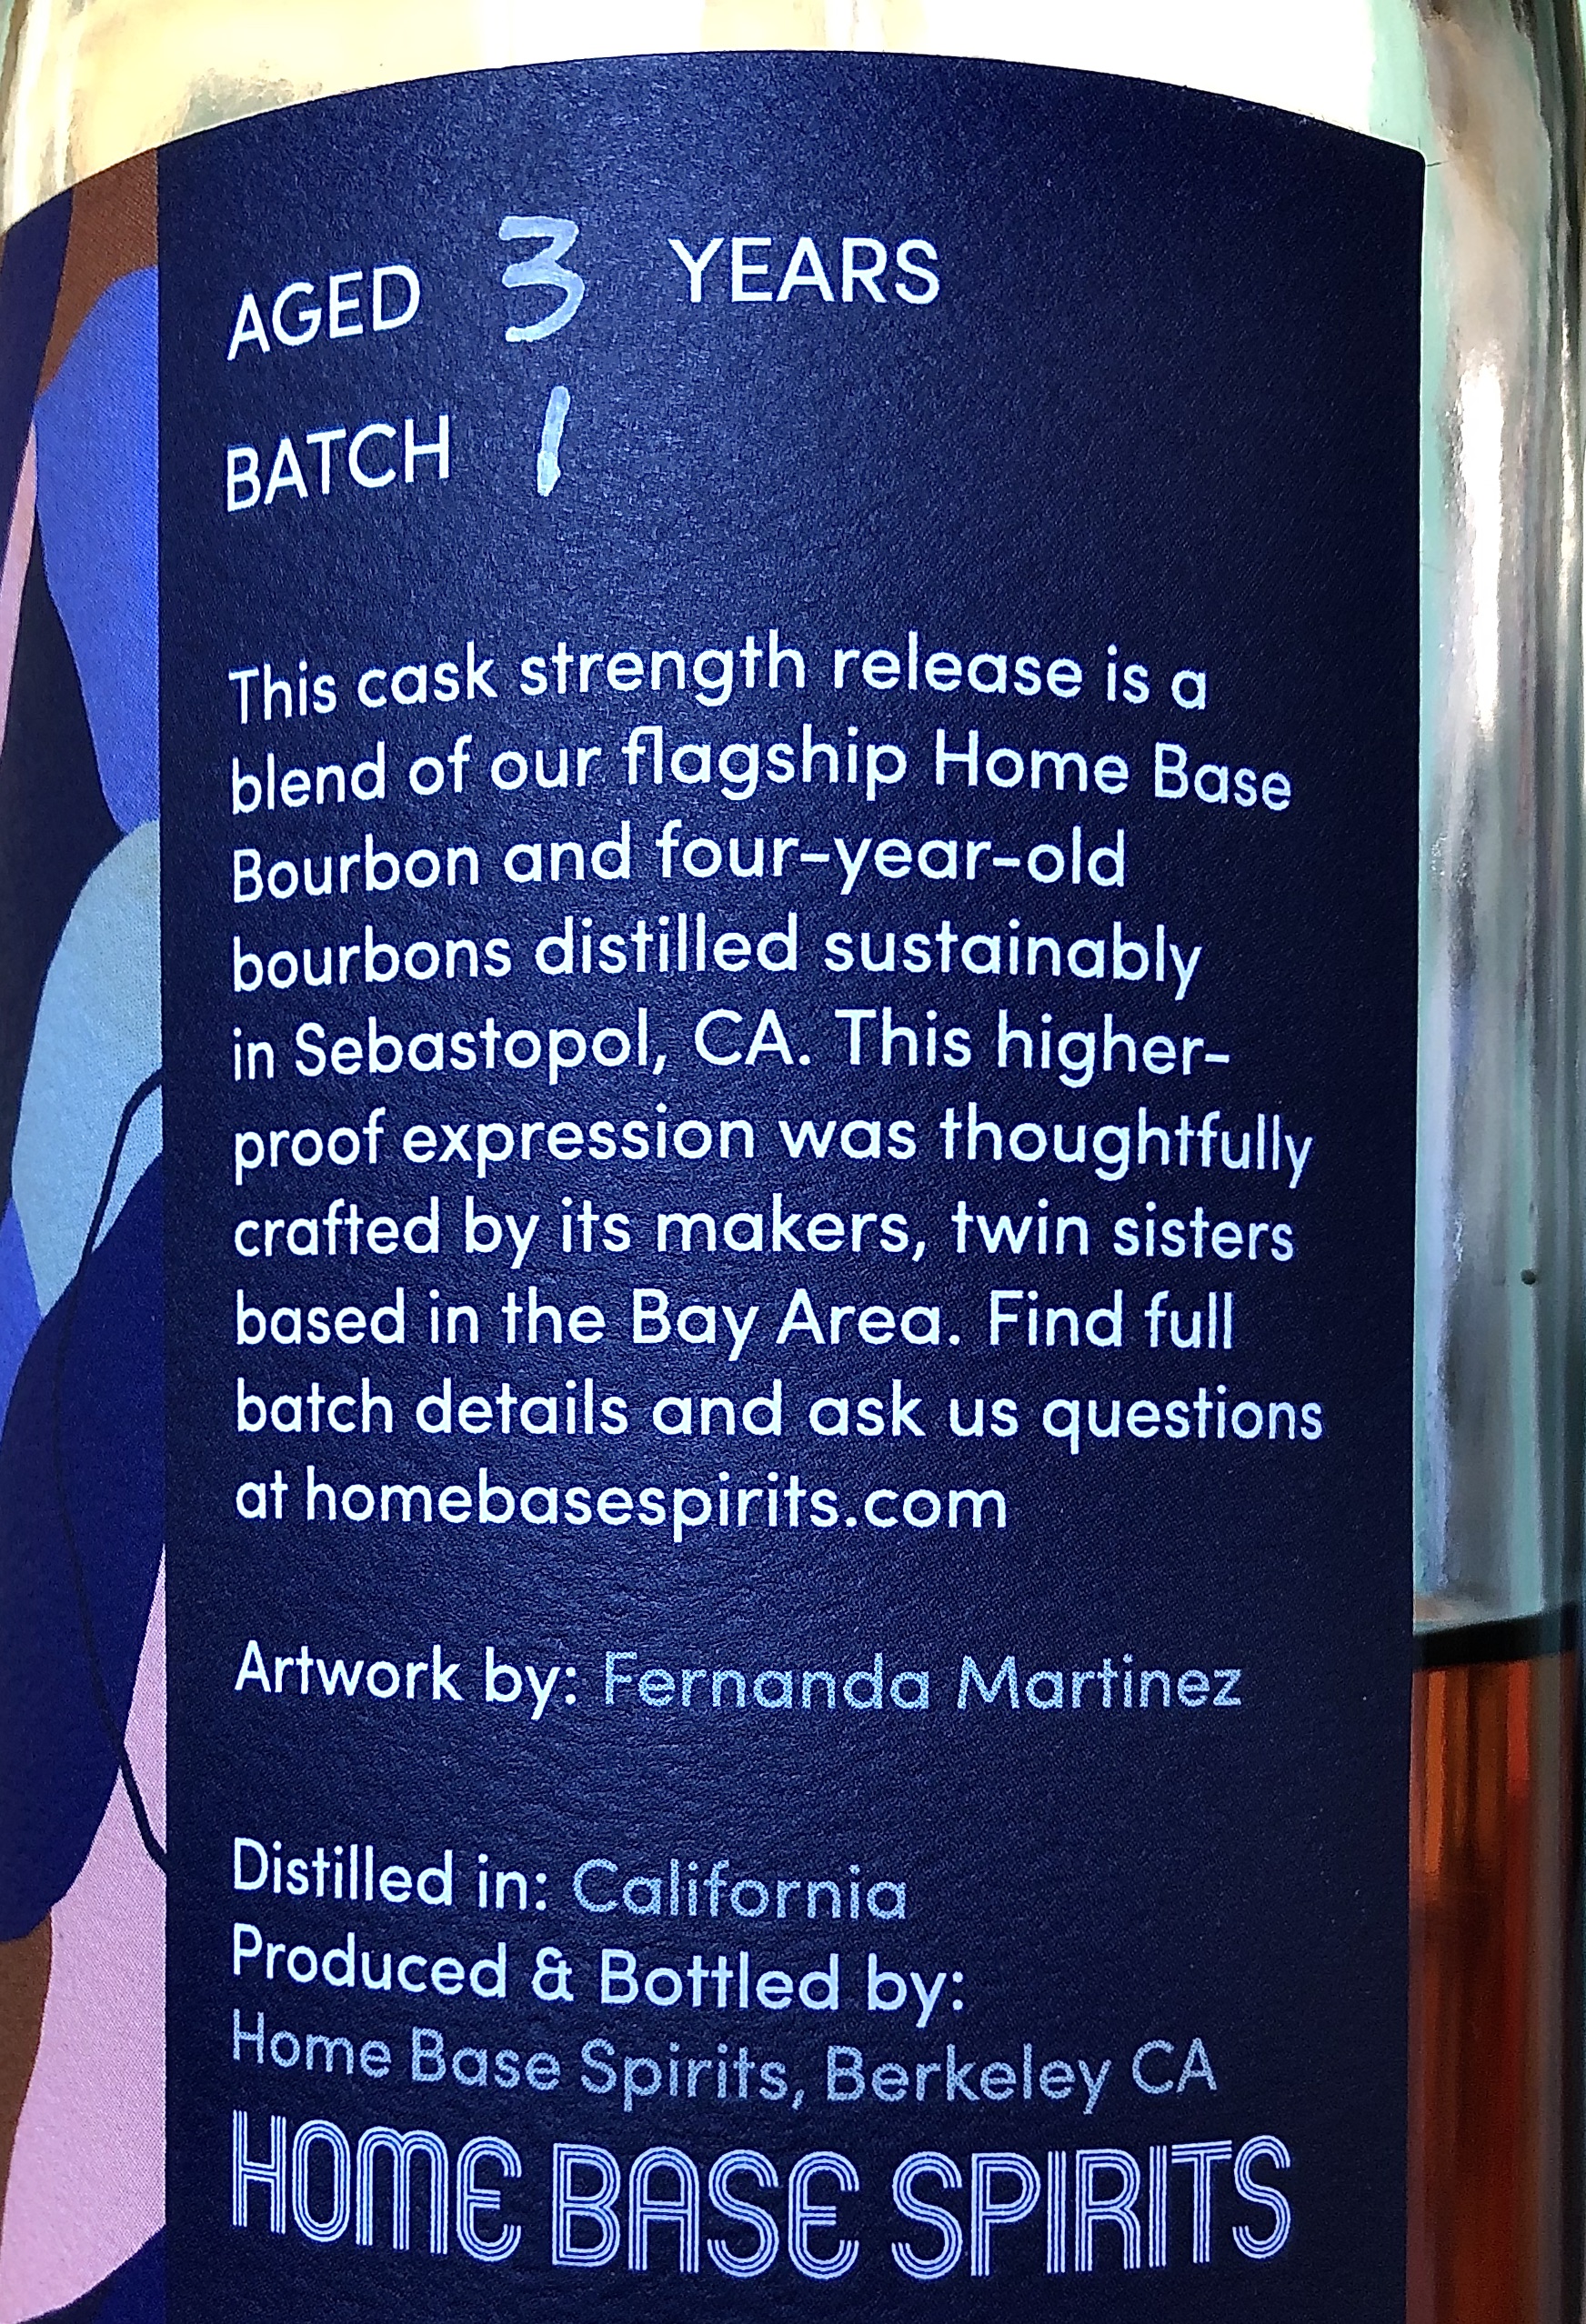 AGED 3 YEARS
BATCH 1
This cask strength release is a
blend of our flagship Home Base
Bourbon and four-year-old
bourbons distilled sustainably
in Sebastopol, CA. This higher-
proof expression was thoughtfully
crafted by its makers, twin sisters
based in the Bay Area. Find full
batch details and ask us questions
at homebasespirits.com
Artwork by: Fernanda Martinez
Distilled in: California
Produced & Bottled by:
Home Base Spirits, Berkeley CA
HOME BASE SPIRITS